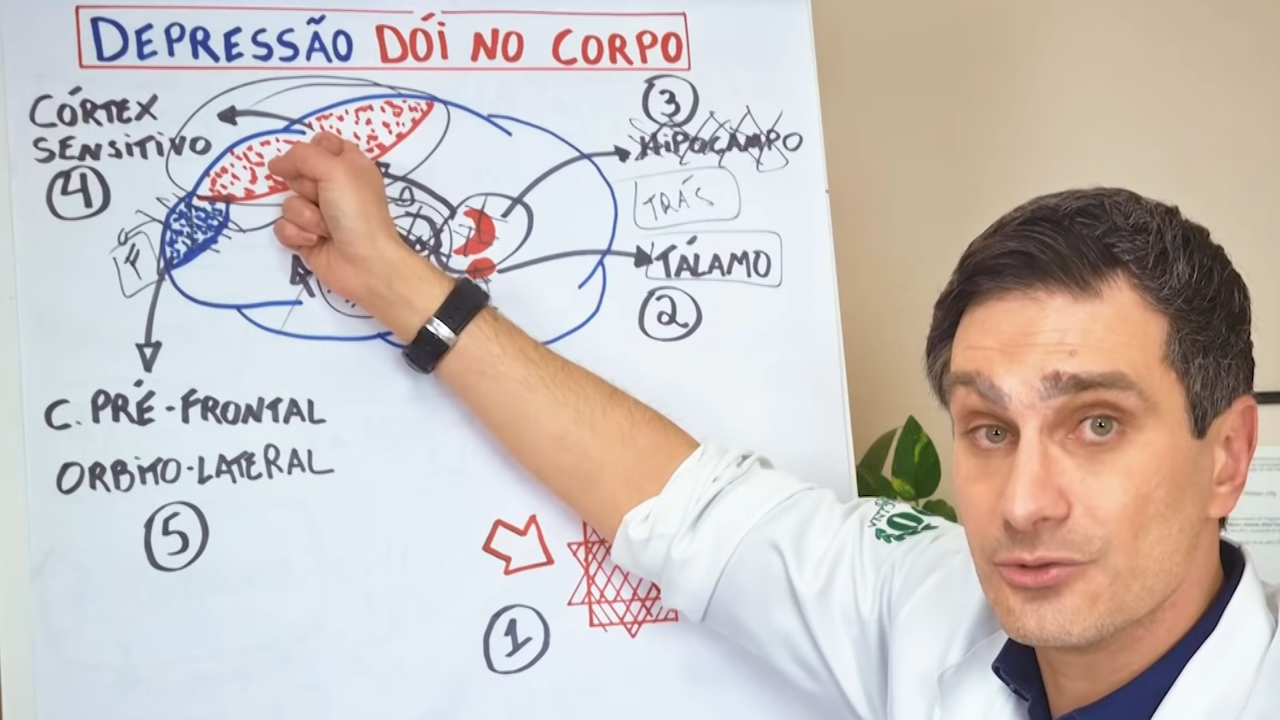 DEPRESSÃO DÓI NO CORPO
CÓRTEX
SENSITIVO
4
3
HIPOCAMPO
TRÁS
TÁLAMO
2
F
C. PRÉ-FRONTAL
ORBITO-LATERAL
5
1